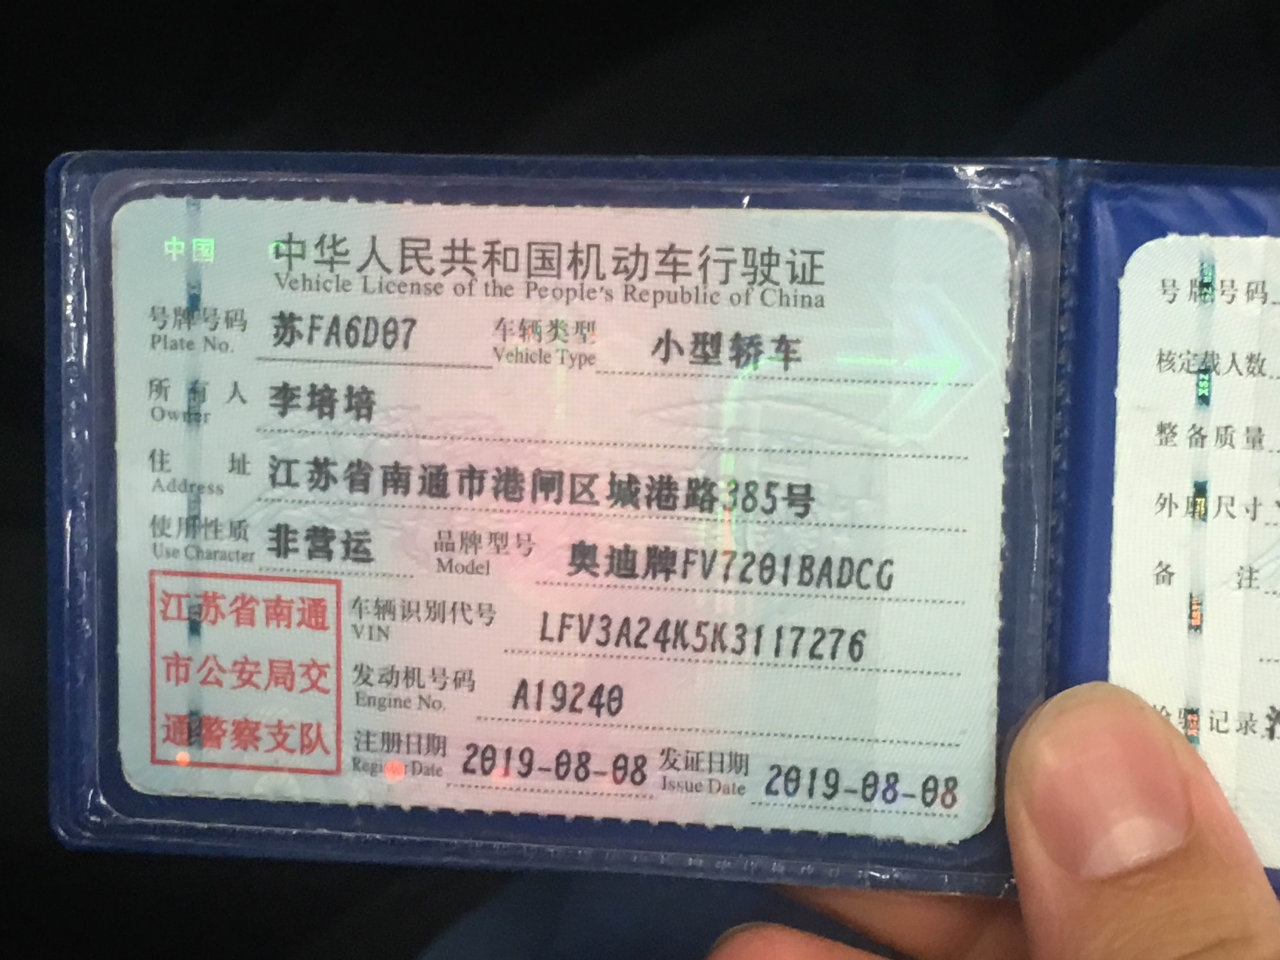 中国
中华人民共和国机动车行驶证
Vehicle License of the People's Republic of China
号牌号码 苏FA6D07 车辆类型 小型轿车
Plate No. Vehicle Type
所有人 李培培
Owner
住址 江苏省南通市港闸区城港路385号
Address
使用性质 非营运 品牌型号 奥迪牌FV7201BADCG
Use Character Model
江苏省南通
市公安局交
通警察支队
车辆识别代号 LFV3A24K5K3117276
VIN
发动机号码 A19240
Engine No.
注册日期 2019-08-08 发证日期 2019-08-08
Register Date Issue Date
号牌号码
核定载人数
整备质量
外廓尺寸
备注
检验记录